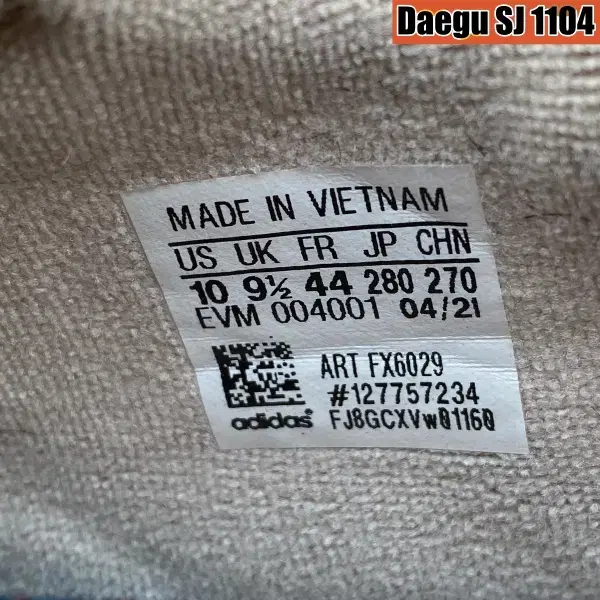 Daegu SJ 1104
MADE IN VIETNAM
US UK FR JP CHN
10 9½ 44 280 270
EVM 004001 04/21
ART FX6029
#127757234
adidas FJ8GCXVw01160